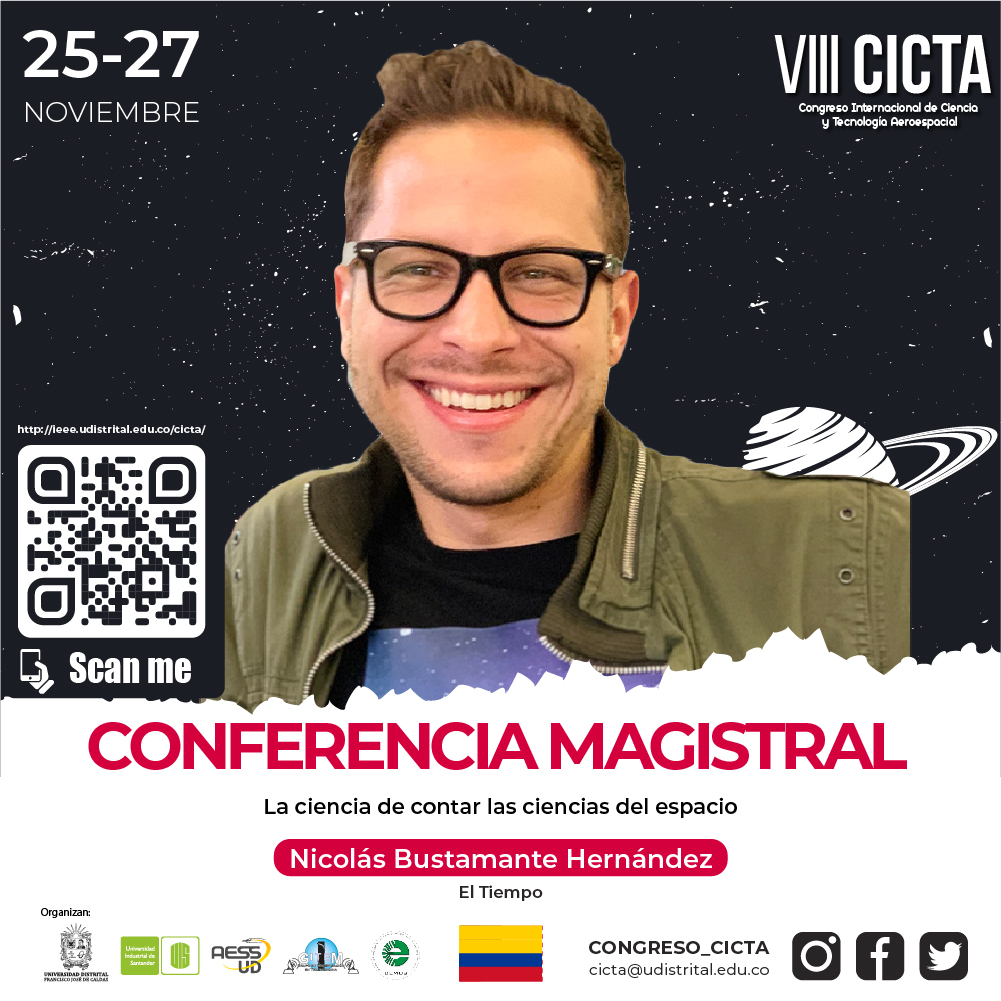 25-27
NOVIEMBRE
VIII CICTA
Congreso Internacional de Ciencia
y Tecnología Aeroespacial
http://ieee.udistrital.edu.co/cicta/
Scan me
CONFERENCIA MAGISTRAL
La ciencia de contar las ciencias del espacio
Nicolás Bustamante Hernández
El Tiempo
Organizan:
UNIVERSIDAD DISTRITAL
FRANCISCO JOSÉ DE CALDAS
Universidad
Industrial de
Santander
UIS
AESS
UD
CONGRESO_CICTA
cicta@udistrital.edu.co